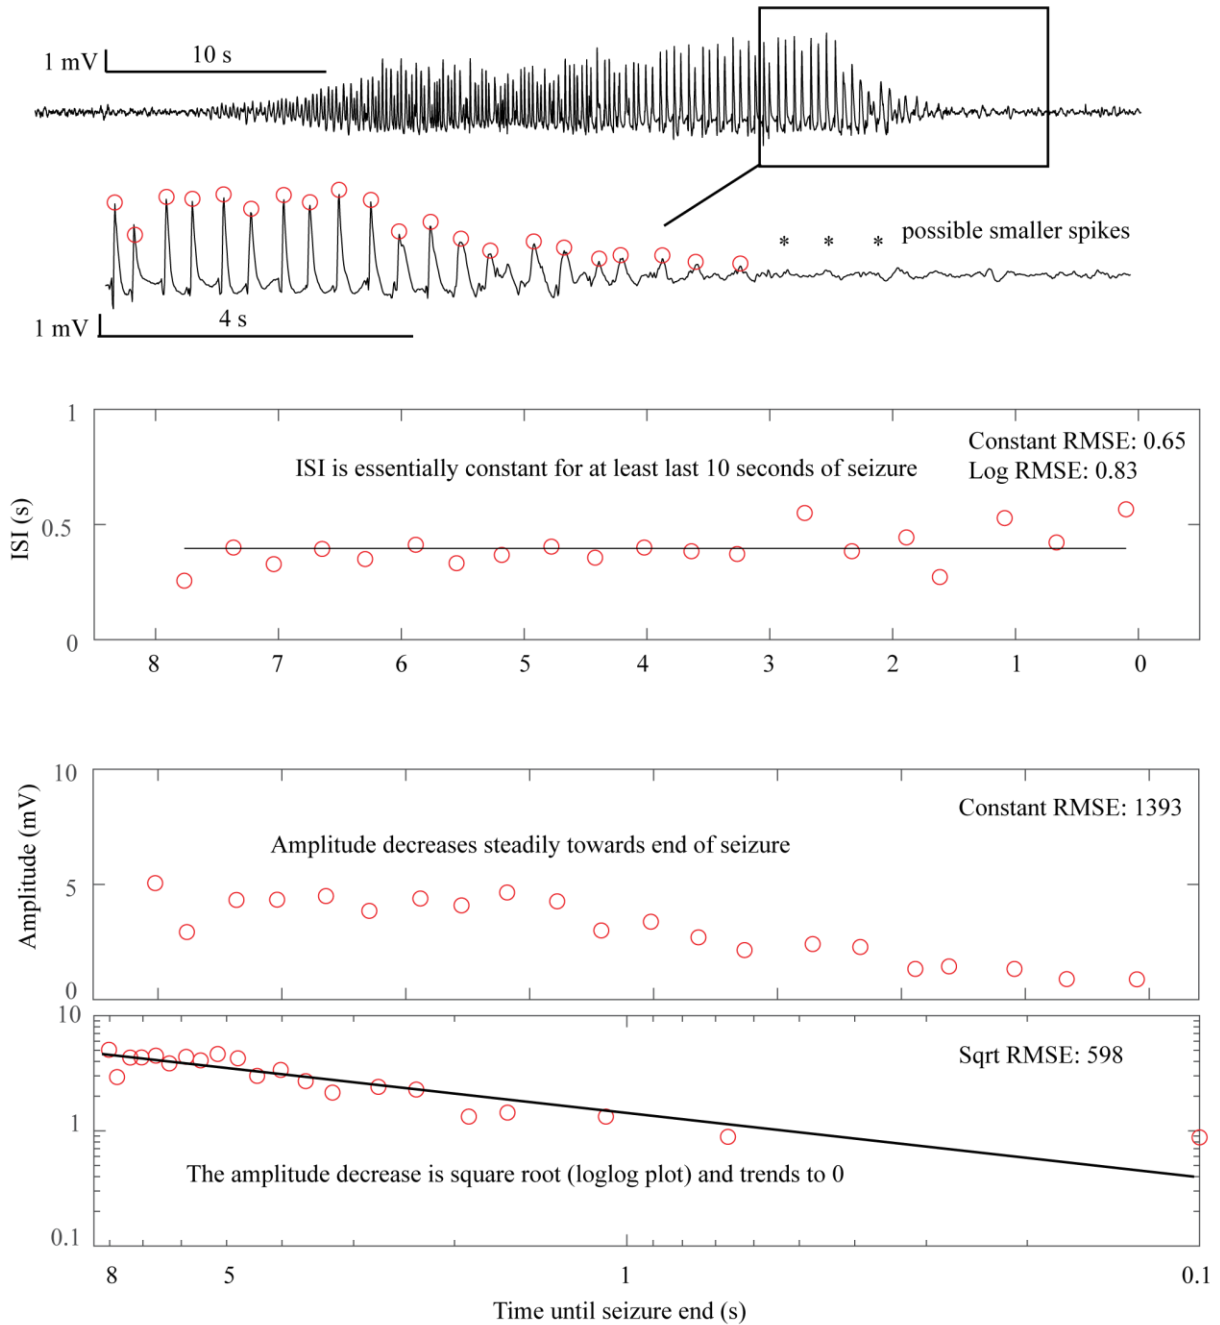 1 mV
10 s
* * * possible smaller spikes
4 s
1 mV
1
Constant RMSE: 0.65
ISI is essentially constant for at least last 10 seconds of seizure
Log RMSE: 0.83
ISI (s)
0.5
0
8 7 6 5 4 3 2 1 0
10
Constant RMSE: 1393
Amplitude decreases steadily towards end of seizure
Amplitude (mV)
5
0
10
Sqrt RMSE: 598
1
The amplitude decrease is square root (loglog plot) and trends to 0
0.1
8 5 1 0.1
Time until seizure end (s)